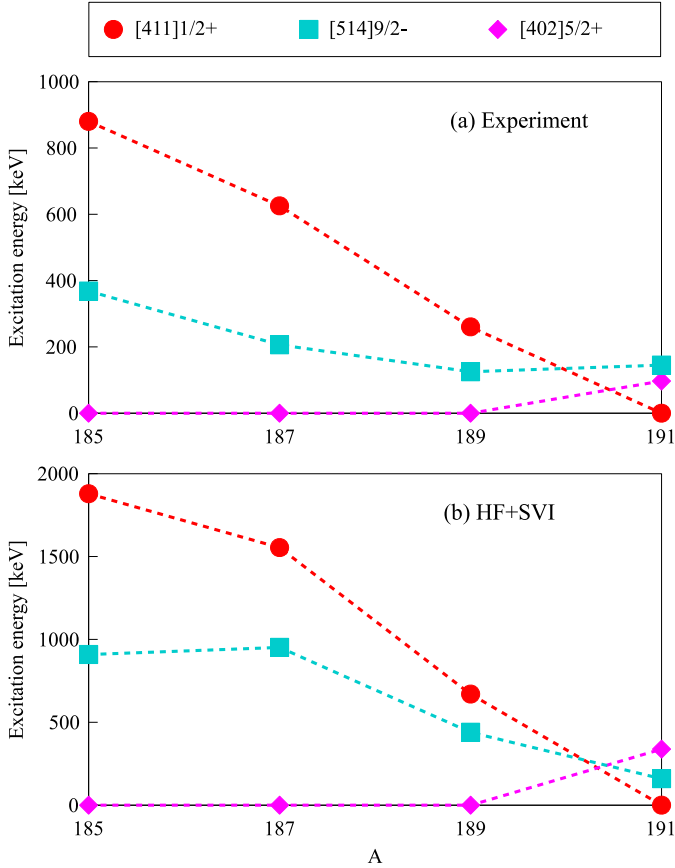 [411]1/2+ [514]9/2- [402]5/2+
1000
(a) Experiment
800
600
400
200
0
Excitation energy [keV]
185 187 189 191
2000
(b) HF+SVI
1500
1000
500
0
Excitation energy [keV]
185 187 189 191
A